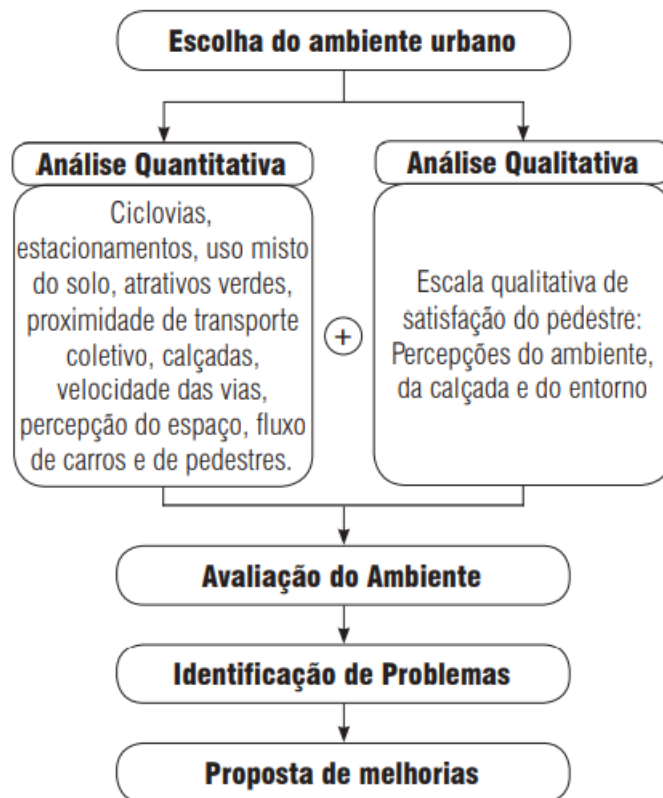 Escolha do ambiente urbano
Análise Quantitativa
Ciclovias,
estacionamentos, uso misto
do solo, atrativos verdes,
proximidade de transporte
coletivo, calçadas,
velocidade das vias,
percepção do espaço, fluxo
de carros e de pedestres.
+
Análise Qualitativa
Escala qualitativa de
satisfação do pedestre:
Percepções do ambiente,
da calçada e do entorno
Avaliação do Ambiente
Identificação de Problemas
Proposta de melhorias